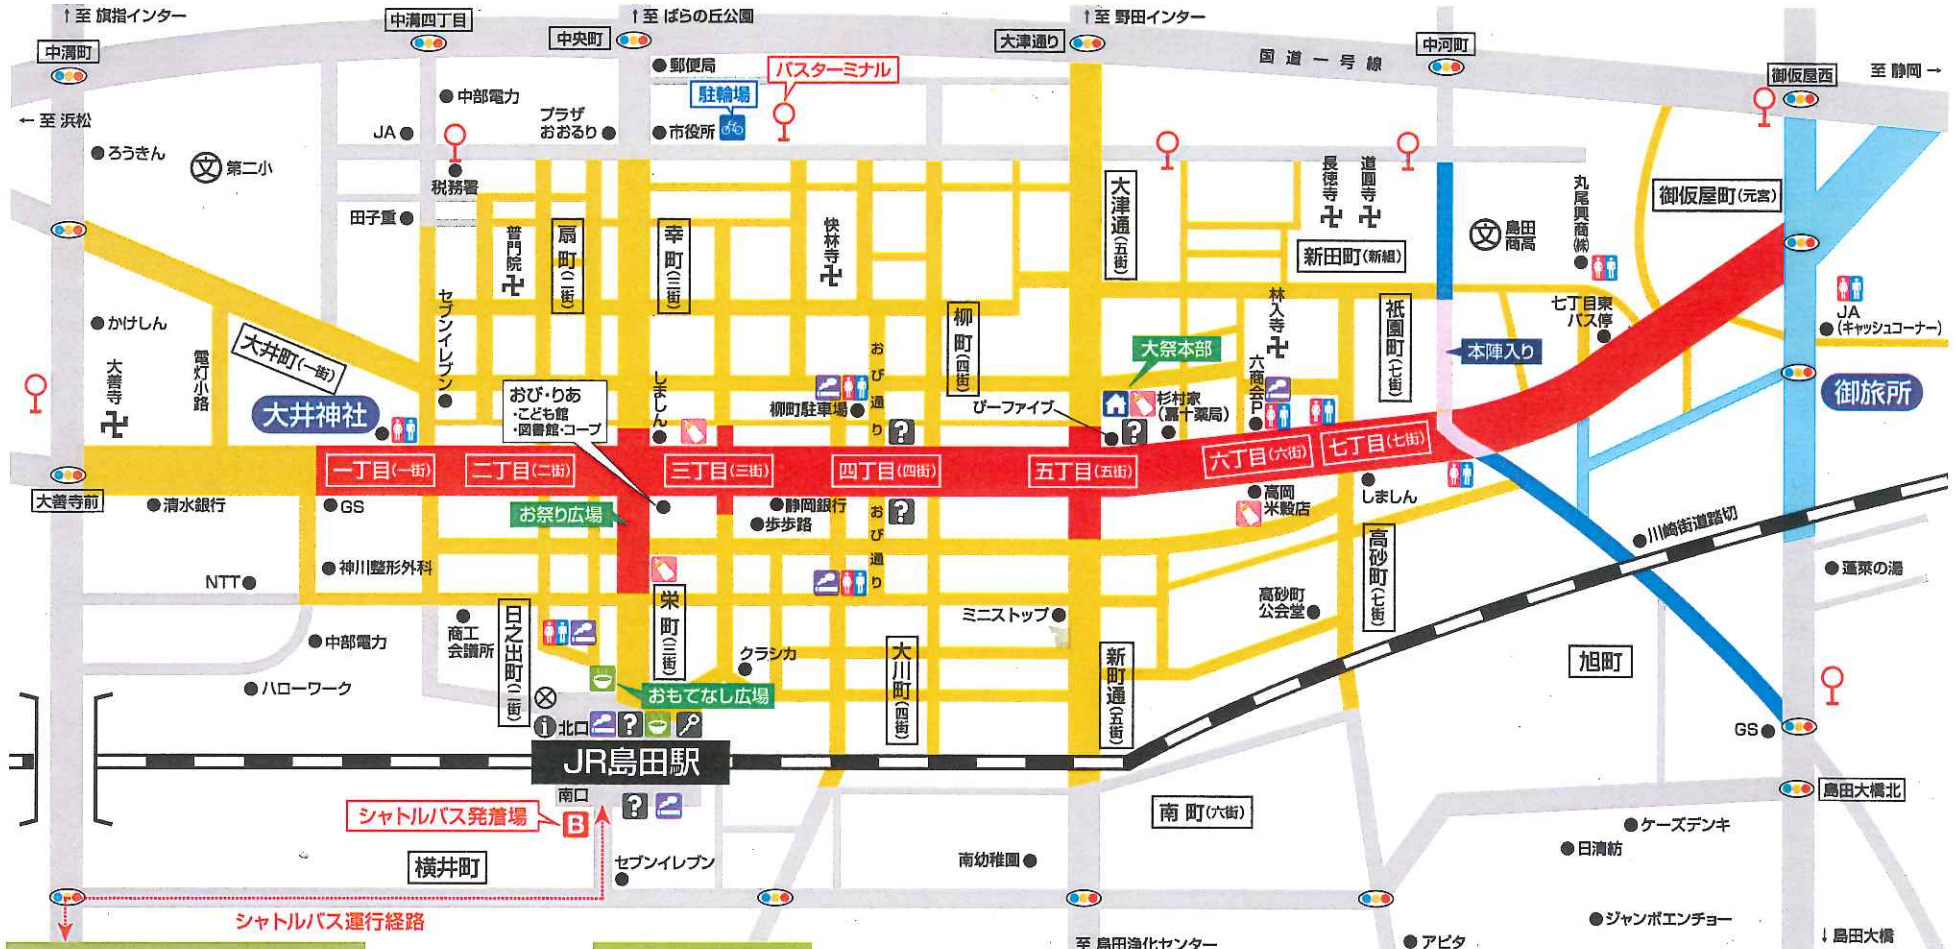 ↑至 旗指インター
中溝四丁目
↑至 ばらの丘公園
中央町
↑至 野田インター
大津通り
中河町
国道一号線
御仮屋西
至 静岡→
中溝町
←至 浜松
ろうきん
文
第二小
中部電力
JA
税務署
田子重
プラザ
おおるり
郵便局
市役所
駐輪場
バスターミナル
普門院
扇町(二街)
幸町(三街)
快林寺
柳町(四街)
大津通(五街)
長徳寺
道圓寺
新田町(新組)
文
島田
商高
丸尾興商㈱
御仮屋町(元宮)
七丁目東
バス停
JA
(キャッシュコーナー)
かけしん
大善寺
電灯小路
大井町(一街)
大井神社
セブンイレブン
おび・りあ
・こども館
・図書館・コープ
しましん
柳町駐車場
おび通り
ぴーファイブ
大祭本部
杉村家
(嘉十薬局)
林入寺
六商会P
祇園町(七街)
本陣入り
御旅所
一丁目(一街)
二丁目(二街)
三丁目(三街)
四丁目(四街)
五丁目(五街)
六丁目(六街)
七丁目(七街)
大善寺前
清水銀行
GS
お祭り広場
静岡銀行
歩歩路
おび通り
高岡
米穀店
しましん
川崎街道踏切
NTT
神川整形外科
中部電力
ハローワーク
商工
会議所
日之出町(二街)
栄町(三街)
クラシカ
大川町(四街)
ミニストップ
新町通(五街)
高砂町
公会堂
高砂町(七街)
旭町
蓬莱の湯
おもてなし広場
北口
JR島田駅
南口
シャトルバス発着場
B
横井町
セブンイレブン
南幼稚園
南町(六街)
GS
島田大橋北
ケーズデンキ
日清紡
ジャンボエンチョー
シャトルバス運行経路
至 島田浄化センター
アピタ
↓島田大橋